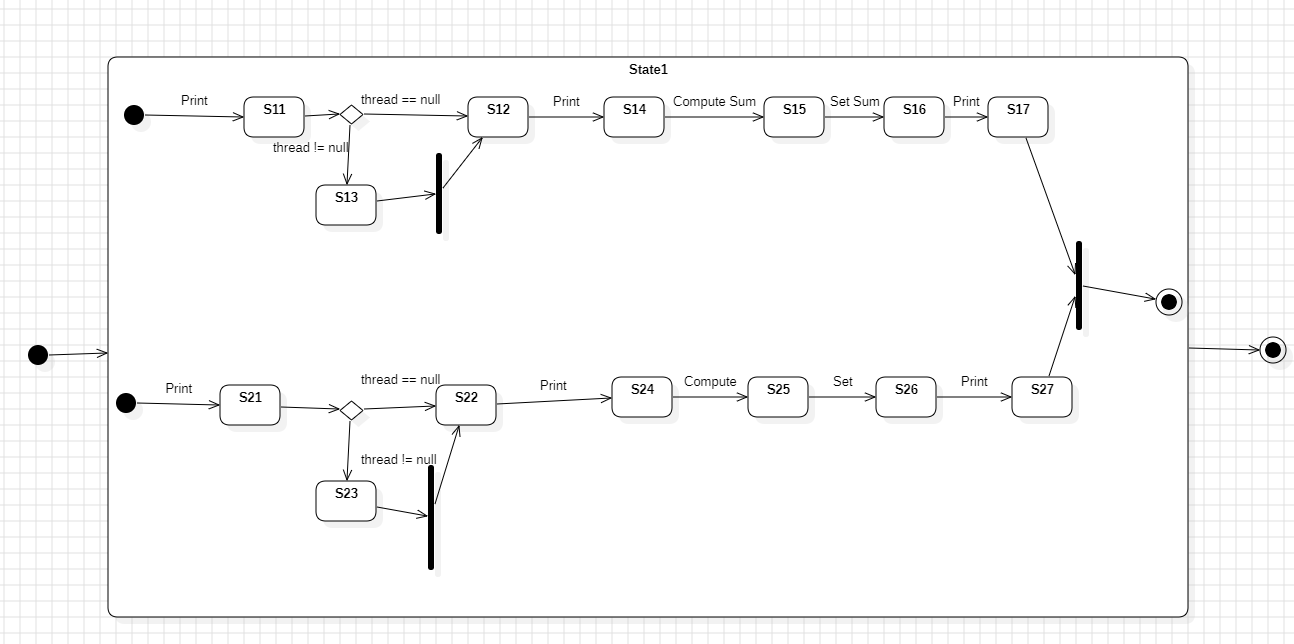 State1
Print
S11
thread == null
S12
Print
S14
Compute Sum
S15
Set Sum
S16
Print
S17
thread != null
S13
Print
S21
thread == null
S22
Print
S24
Compute
S25
Set
S26
Print
S27
thread != null
S23